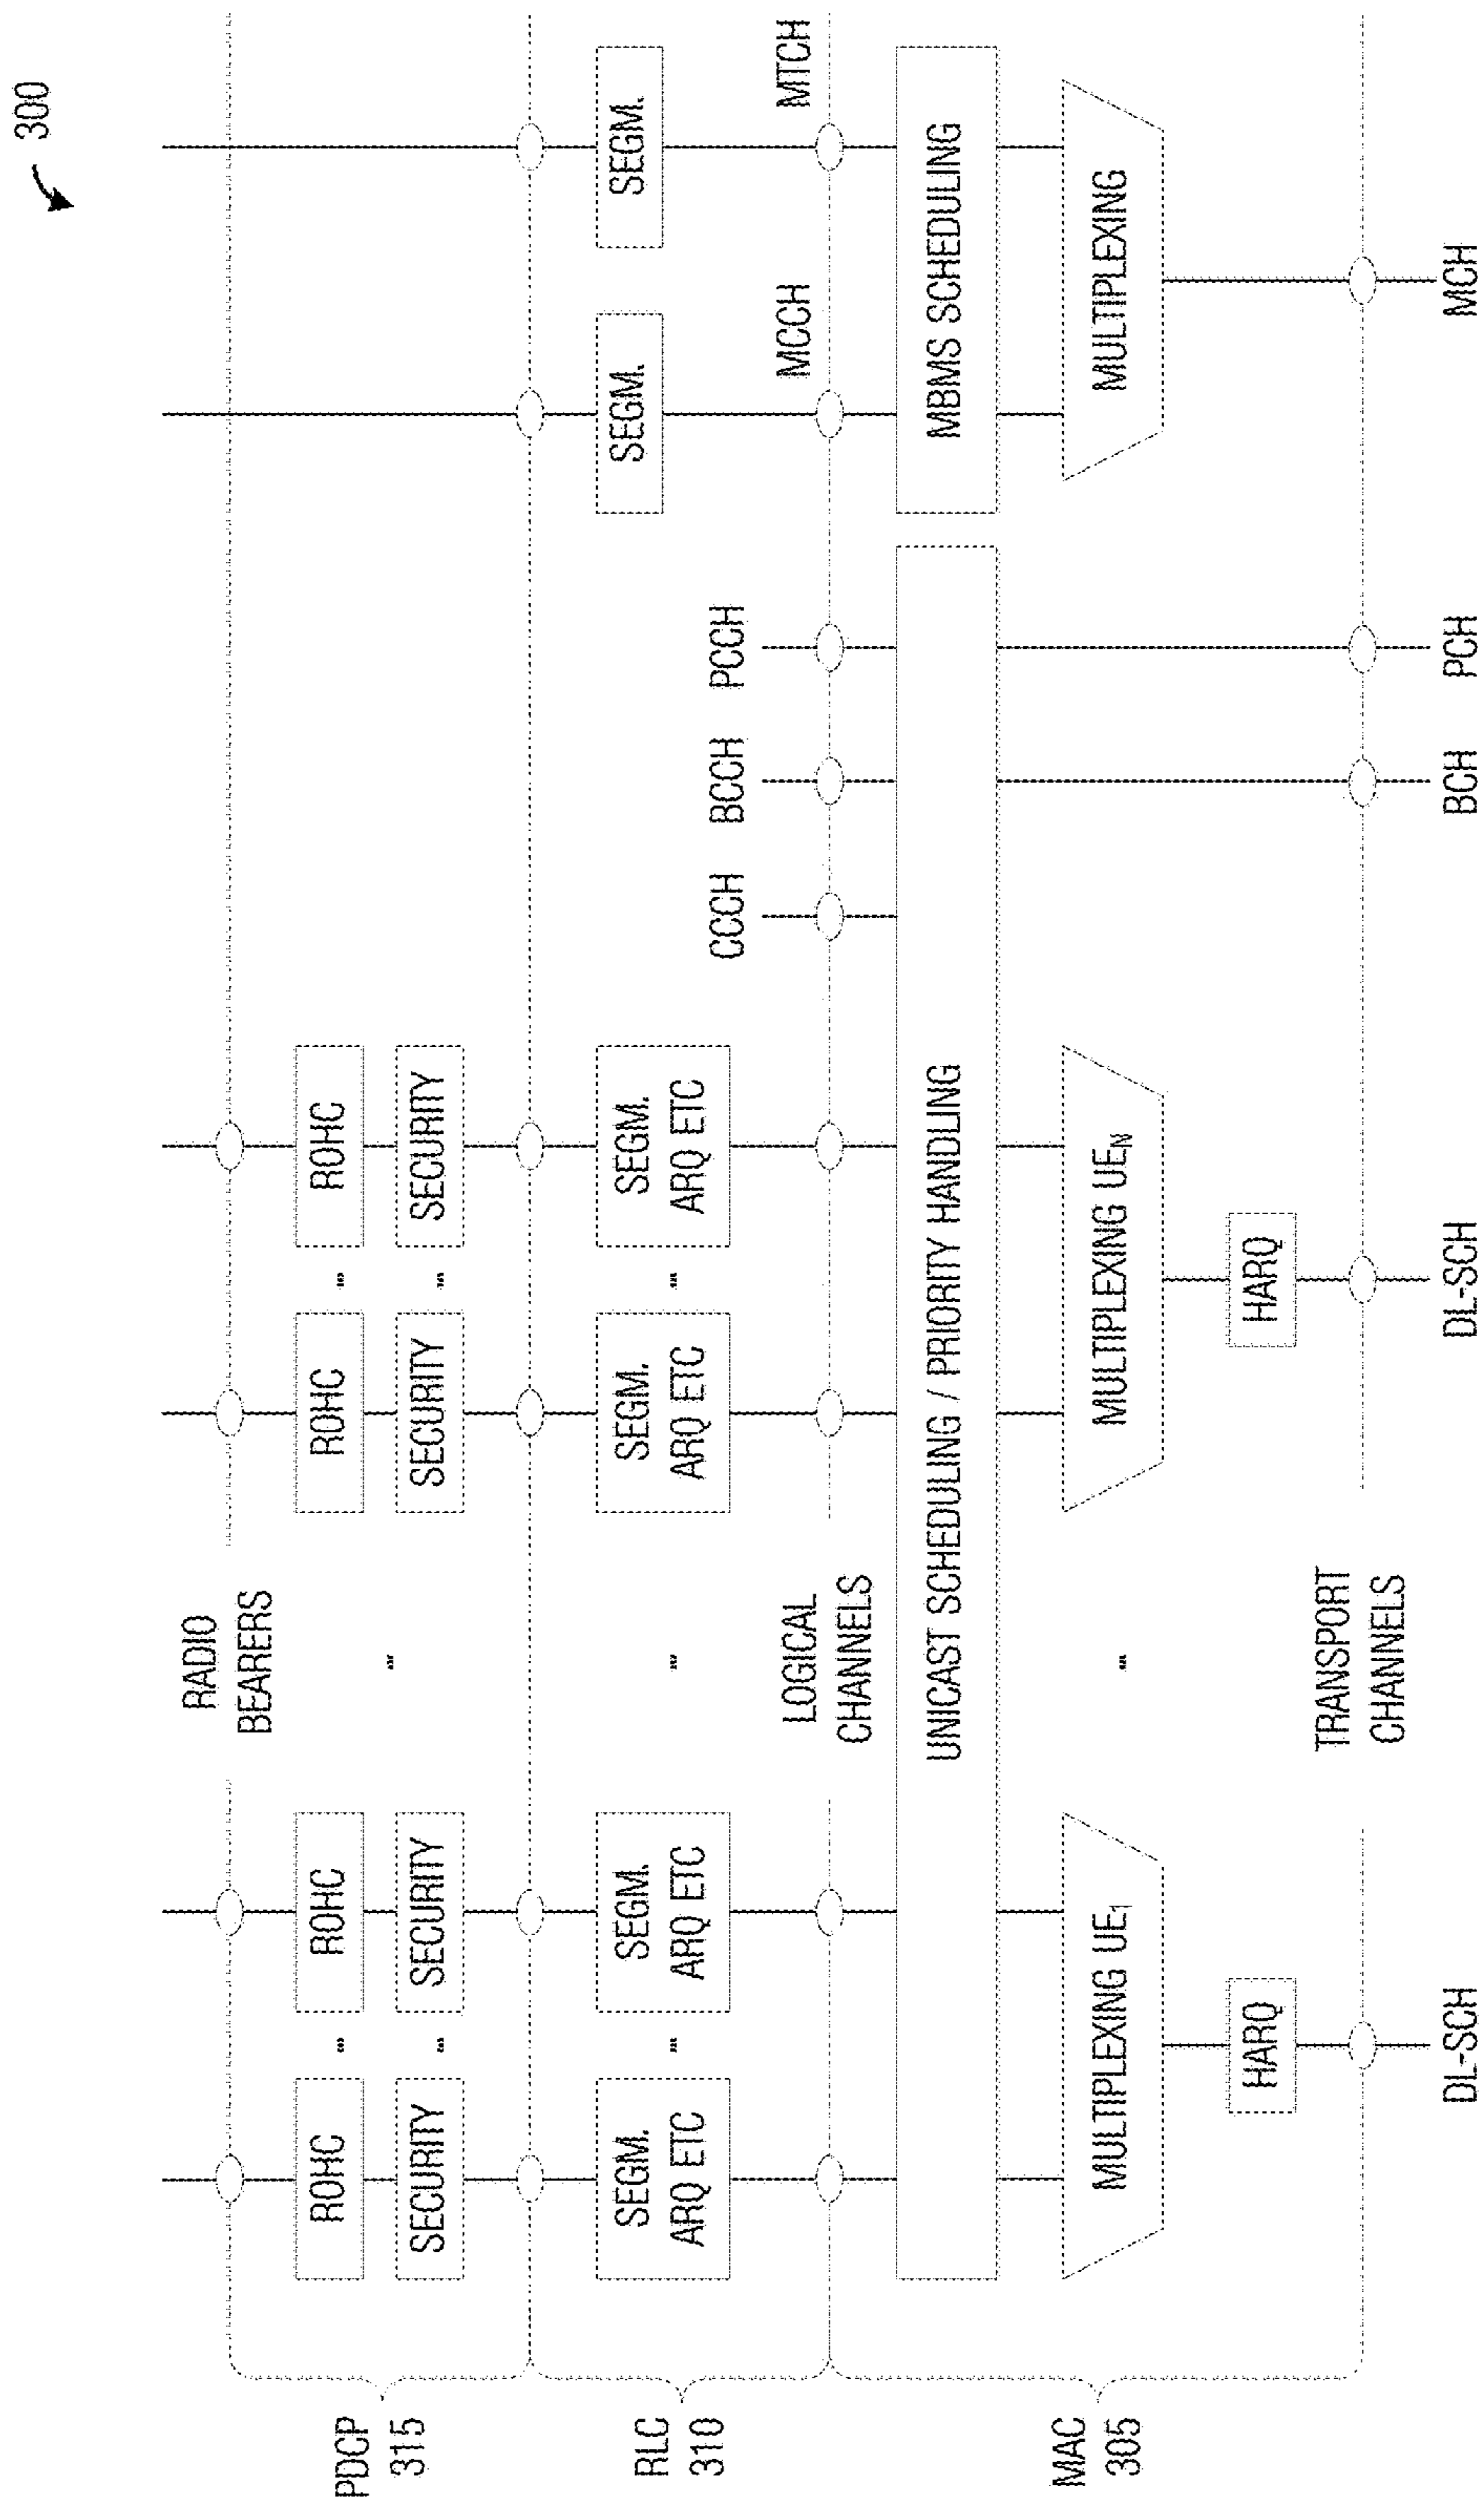 300
RADIO
BEARERS
PDCP
315
ROHC
ROHC
ROHC
ROHC
SECURITY
SECURITY
SECURITY
SECURITY
RLC
310
SEGM.
ARQ ETC
SEGM.
ARQ ETC
SEGM.
ARQ ETC
SEGM.
ARQ ETC
SEGM.
SEGM.
LOGICAL
CHANNELS
CCCH
BCCH
PCCH
MCCH
MTCH
MAC
305
UNICAST SCHEDULING / PRIORITY HANDLING
MBMS SCHEDULING
MULTIPLEXING UE1
MULTIPLEXING UEN
MULTIPLEXING
HARQ
HARQ
TRANSPORT
CHANNELS
DL-SCH
DL-SCH
BCH
PCH
MCH